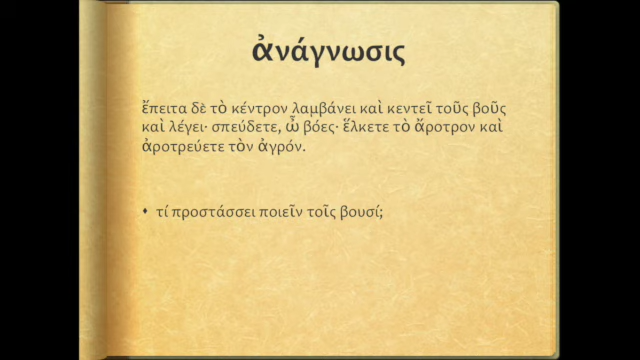 ἀνάγνωσις
ἔπειτα δὲ τὸ κέντρον λαμβάνει καὶ κεντεῖ τοῦς βοῦς
καὶ λέγει· σπεύδετε, ὦ βόες· ἕλκετε τὸ ἄροτρον καὶ
ἀροτρεύετε τὸν ἀγρόν.
• τί προστάσσει ποιεῖν τοῖς βουσί;